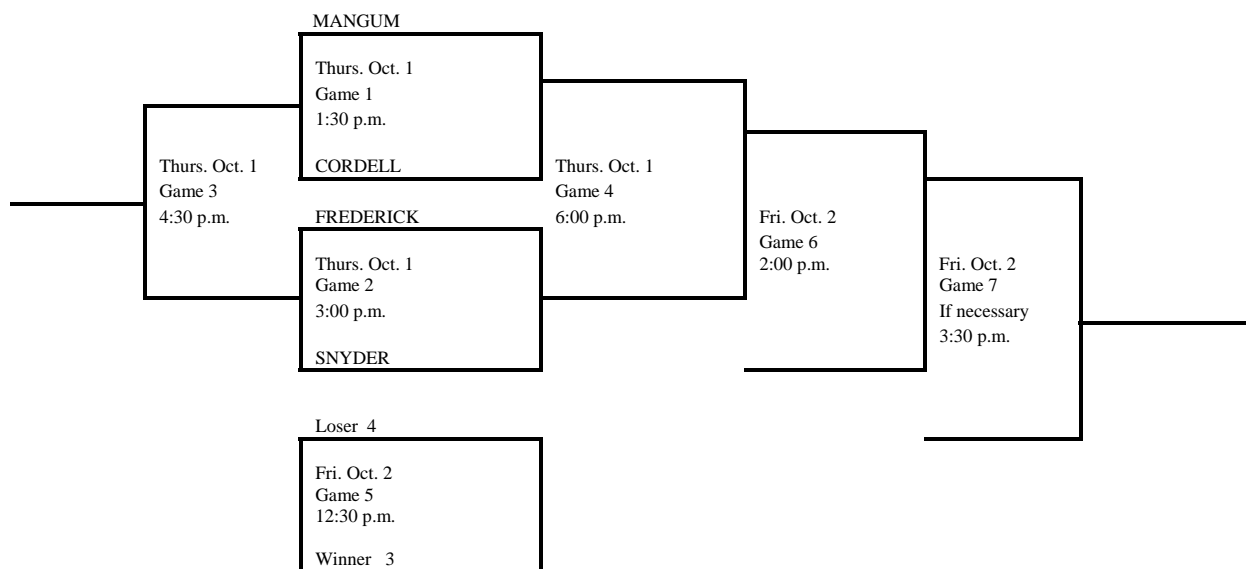 MANGUM
Thurs. Oct. 1
Game 1
1:30 p.m.
CORDELL
Thurs. Oct. 1
Game 3
4:30 p.m.
Thurs. Oct. 1
Game 4
6:00 p.m.
FREDERICK
Thurs. Oct. 1
Game 2
3:00 p.m.
SNYDER
Fri. Oct. 2
Game 6
2:00 p.m.
Fri. Oct. 2
Game 7
If necessary
3:30 p.m.
Loser 4
Fri. Oct. 2
Game 5
12:30 p.m.
Winner 3